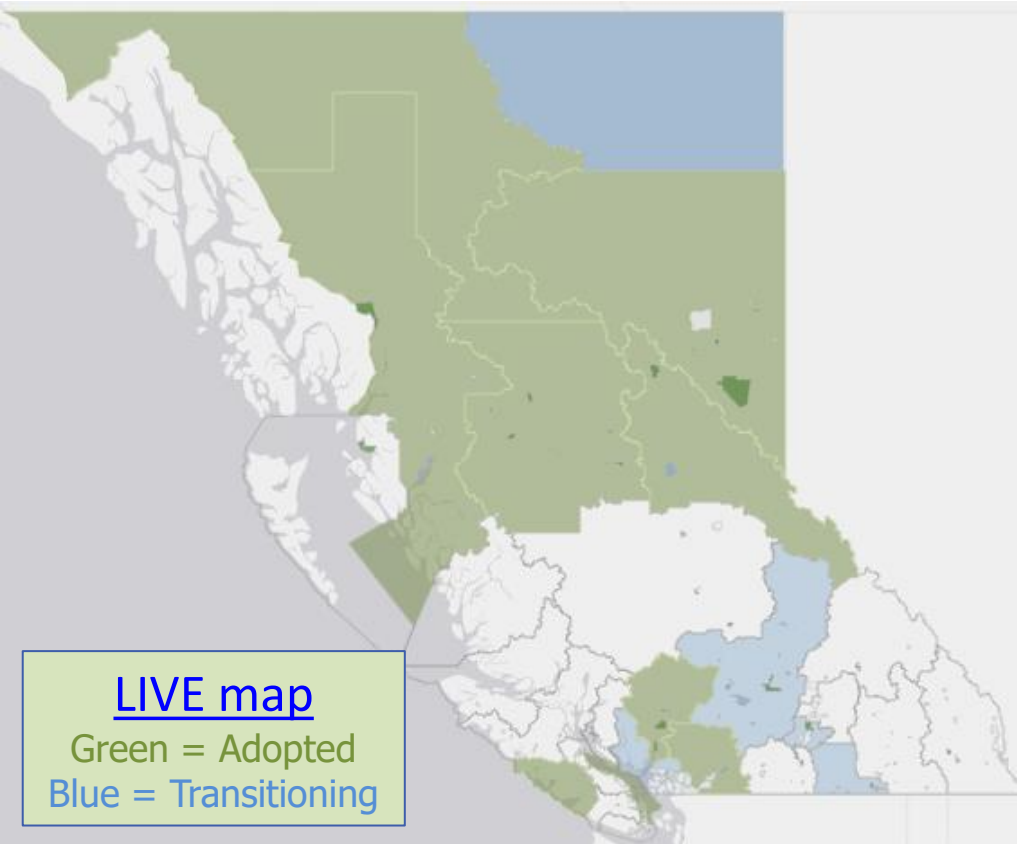 LIVE map
Green = Adopted
Blue = Transitioning